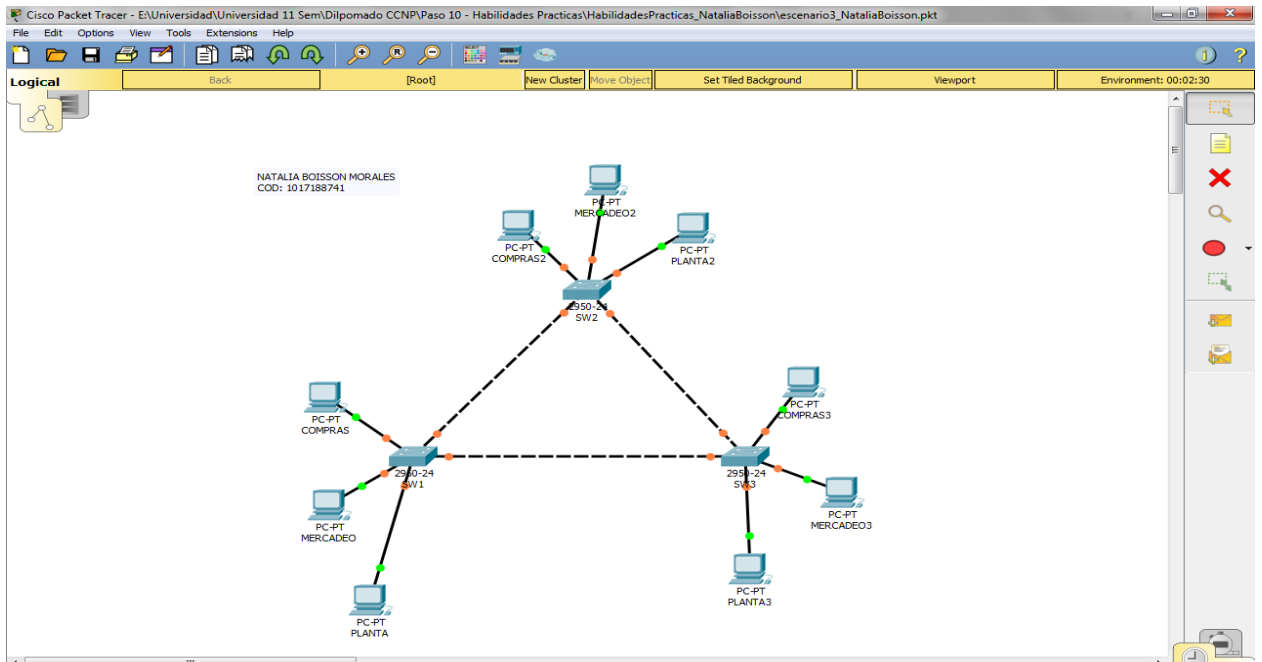 Cisco Packet Tracer - E:\Universidad\Universidad 11 Sem\Dilpomado CCNP\Paso 10 - Habilidades Practicas\HabilidadesPracticas_NataliaBoisson\escenario3_NataliaBoisson.pkt
File Edit Options View Tools Extensions Help
Logical Back [Root] New Cluster Move Object Set Tiled Background Viewport Environment: 00:02:30
NATALIA BOISSON MORALES
COD: 1017188741
PC-PT
MERCADEO2
PC-PT
COMPRAS2
PC-PT
PLANTA2
2950-24
SW2
PC-PT
COMPRAS
PC-PT
COMPRAS3
2950-24
SW1
2950-24
SW3
PC-PT
MERCADEO
PC-PT
MERCADEO3
PC-PT
PLANTA3
PC-PT
PLANTA